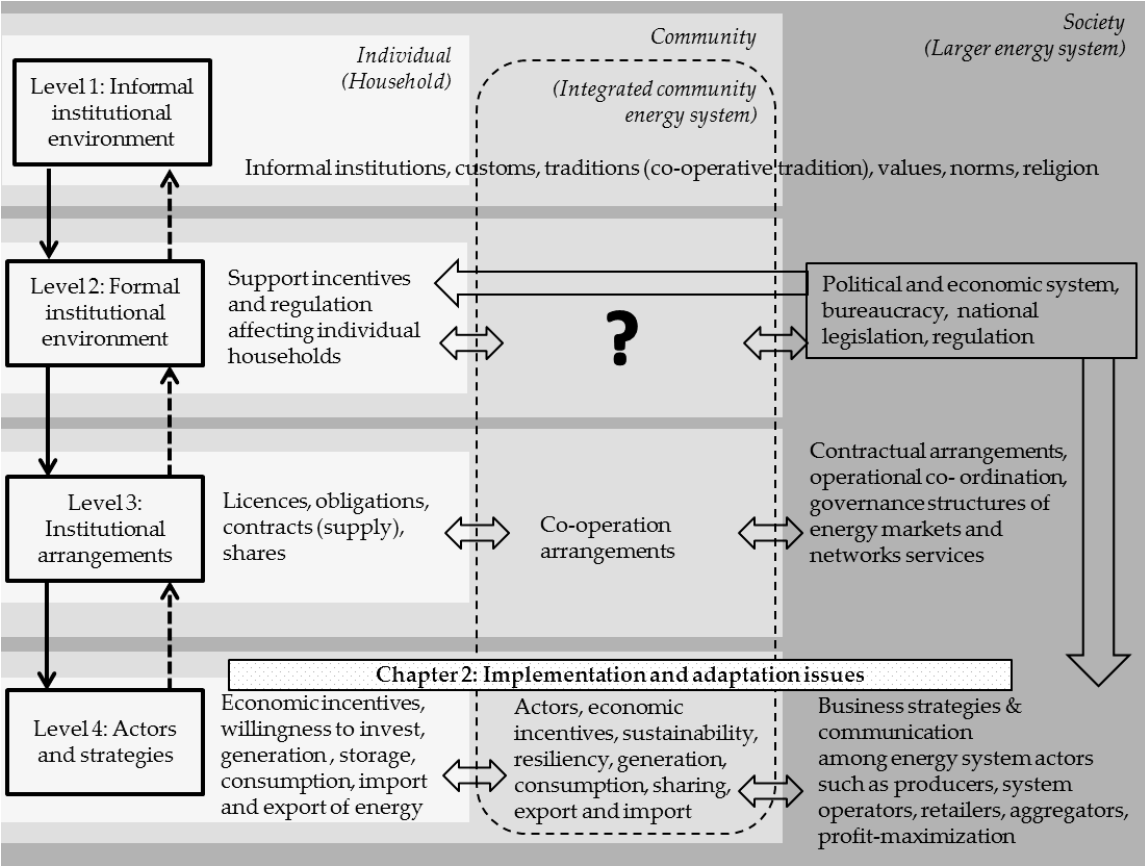 Society
(Larger energy system)
Community
(Integrated community
energy system)
Individual
(Household)
Level 1: Informal
institutional
environment
Informal institutions, customs, traditions (co-operative tradition), values, norms, religion
Level 2: Formal
institutional
environment
Support incentives
and regulation
affecting individual
households
?
Political and economic system,
bureaucracy, national
legislation, regulation
Level 3:
Institutional
arrangements
Licences, obligations,
contracts (supply),
shares
Co-operation
arrangements
Contractual arrangements,
operational co- ordination,
governance structures of
energy markets and
networks services
Chapter 2: Implementation and adaptation issues
Level 4: Actors
and strategies
Economic incentives,
willingness to invest,
generation , storage,
consumption, import
and export of energy
Actors, economic
incentives, sustainability,
resiliency, generation,
consumption, sharing,
export and import
Business strategies &
communication
among energy system actors
such as producers, system
operators, retailers, aggregators,
profit-maximization